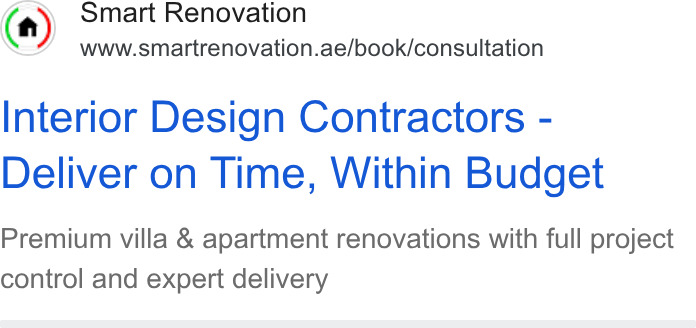 Smart Renovation
www.smartrenovation.ae/book/consultation
Interior Design Contractors -
Deliver on Time, Within Budget
Premium villa & apartment renovations with full project
control and expert delivery